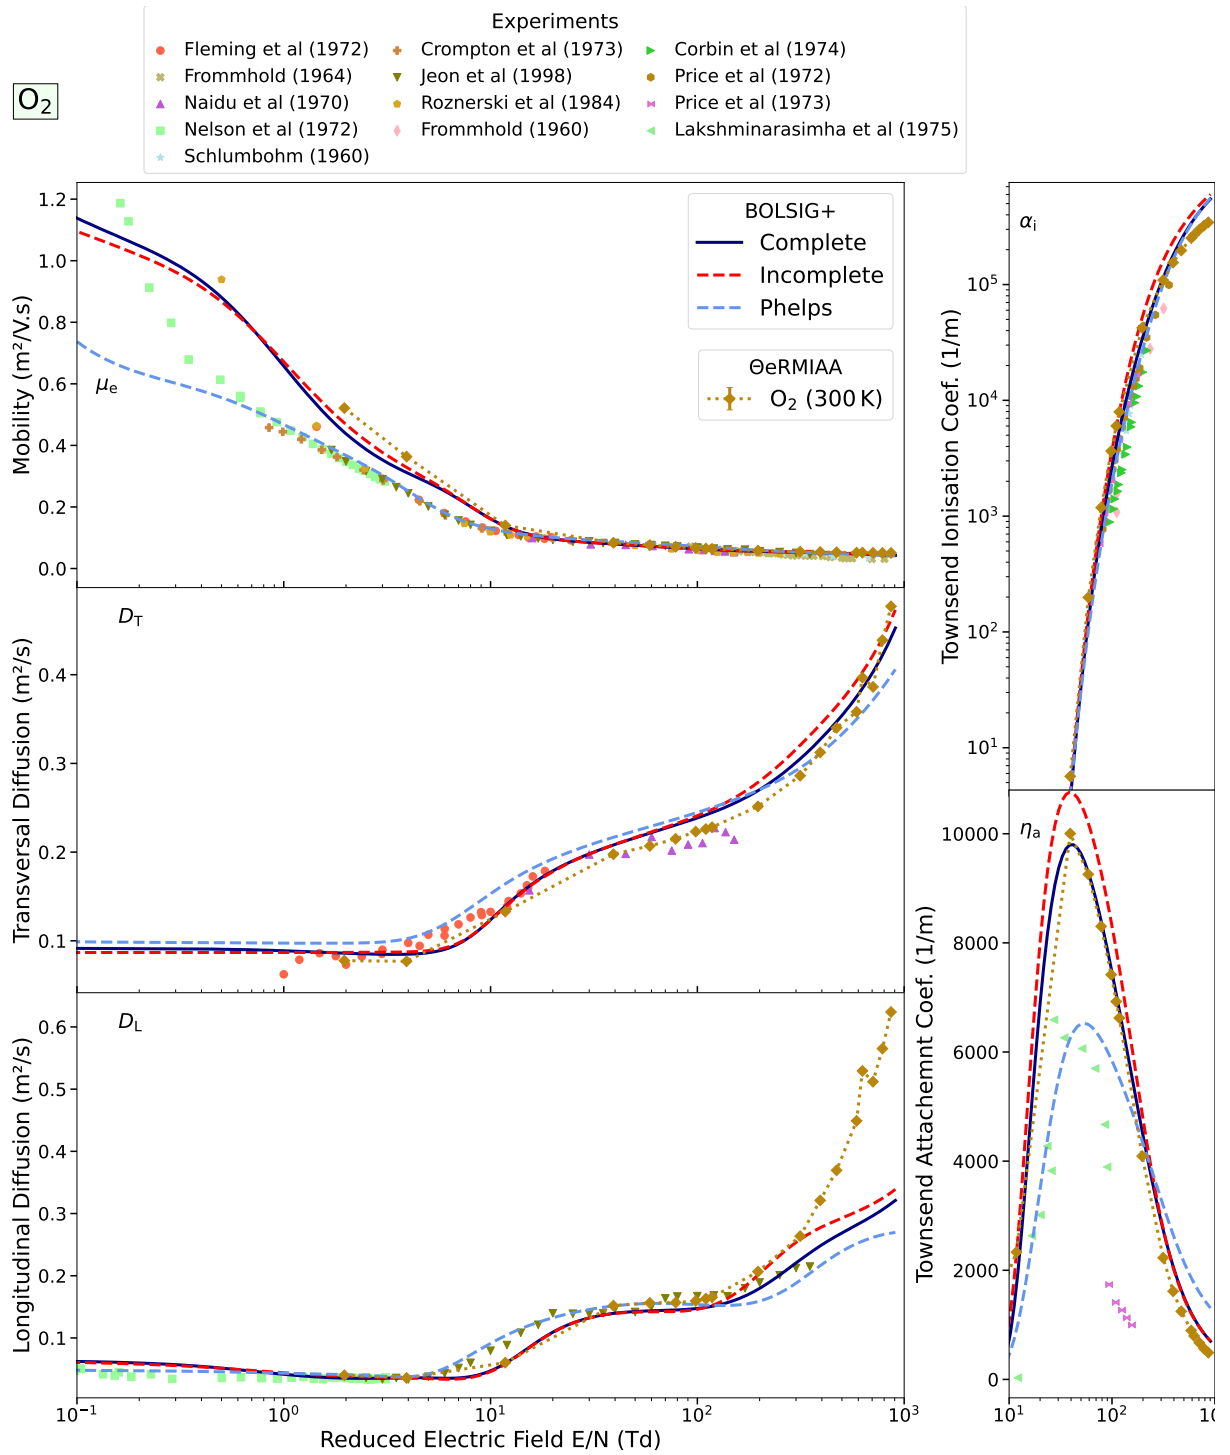 Experiments
Fleming et al (1972)
Frommhold (1964)
Naidu et al (1970)
Nelson et al (1972)
Schlumbohm (1960)
Crompton et al (1973)
Jeon et al (1998)
Roznerski et al (1984)
Frommhold (1960)
Corbin et al (1974)
Price et al (1972)
Price et al (1973)
Lakshminarasimha et al (1975)
O₂
BOLSIG+
Complete
Incomplete
Phelps
ΘeRMIAA
O₂ (300 K)
μₑ
Mobility (m²/V.s)
1.2
1.0
0.8
0.6
0.4
0.2
0.0
D_T
Transversal Diffusion (m²/s)
0.4
0.3
0.2
0.1
D_L
Longitudinal Diffusion (m²/s)
0.6
0.5
0.4
0.3
0.2
0.1
0.0
10⁻¹ 10⁰ 10¹ 10² 10³
Reduced Electric Field E/N (Td)
αᵢ
Townsend Ionisation Coef. (1/m)
10⁵
10⁴
10³
10²
10¹
ηₐ
Townsend Attachemnt Coef. (1/m)
10000
8000
6000
4000
2000
0
10¹ 10²